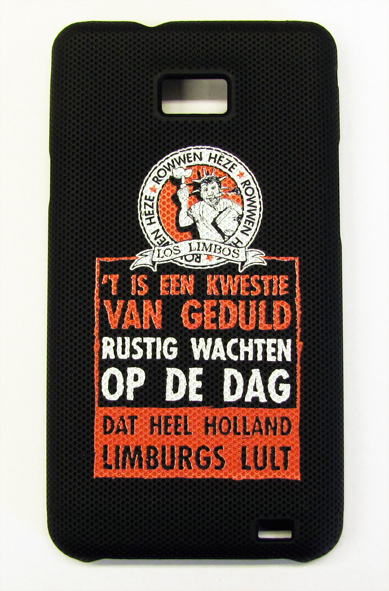 ROWWEN HEZE ★ ROWWEN HEZE ★ ROWWEN HEZE
LOS LIMBOS
'T IS EEN KWESTIE
VAN GEDULD
RUSTIG WACHTEN
OP DE DAG
DAT HEEL HOLLAND
LIMBURGS LULT